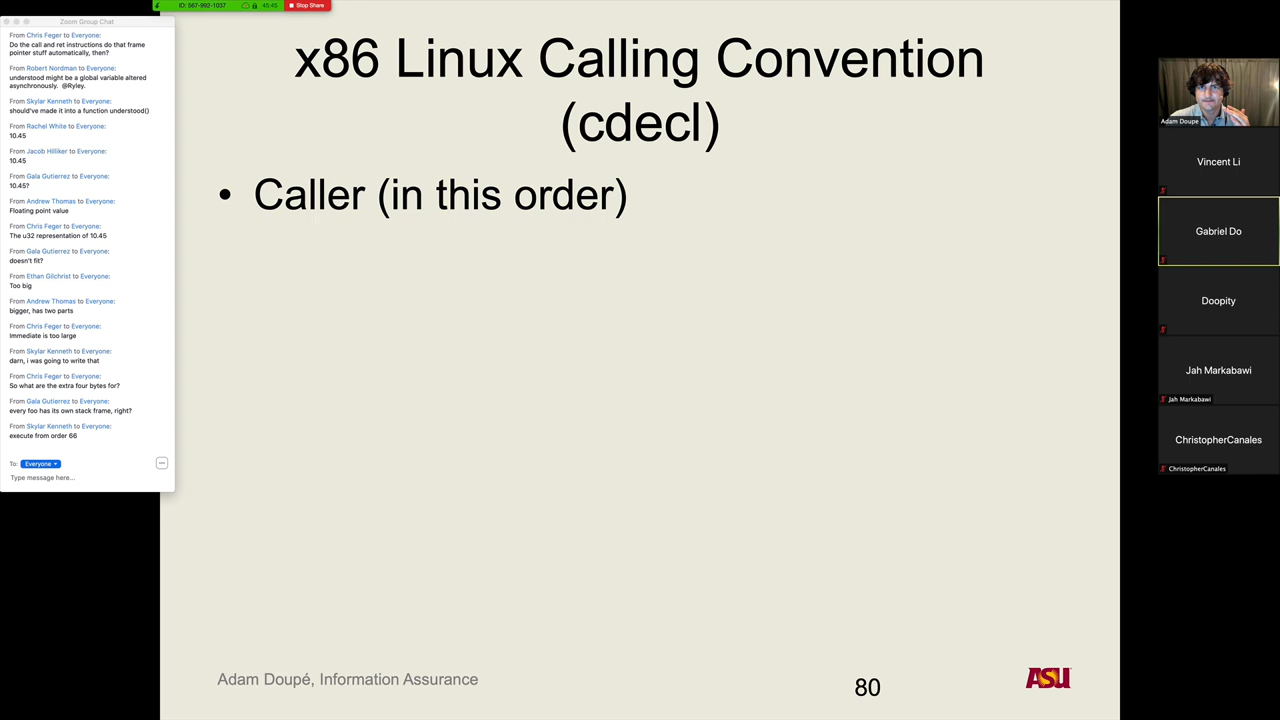 ID: 567-992-1037
45:45
Stop Share
Zoom Group Chat
From Chris Feger to Everyone:
Do the call and ret instructions do that frame
pointer stuff automatically, then?
From Robert Nordman to Everyone:
understood might be a global variable altered
asynchronously. @Ryley.
From Skylar Kenneth to Everyone:
should've made it into a function understood()
From Rachel White to Everyone:
10.45
From Jacob Hilliker to Everyone:
10.45
From Gala Gutierrez to Everyone:
10.45?
From Andrew Thomas to Everyone:
Floating point value
From Chris Feger to Everyone:
The u32 representation of 10.45
From Gala Gutierrez to Everyone:
doesn't fit?
From Ethan Gilchrist to Everyone:
Too big
From Andrew Thomas to Everyone:
bigger, has two parts
From Chris Feger to Everyone:
Immediate is too large
From Skylar Kenneth to Everyone:
darn, i was going to write that
From Chris Feger to Everyone:
So what are the extra four bytes for?
From Gala Gutierrez to Everyone:
every foo has its own stack frame, right?
From Skylar Kenneth to Everyone:
execute from order 66
To: Everyone
Type message here...
x86 Linux Calling Convention
(cdecl)
• Caller (in this order)
Adam Doupé, Information Assurance
80
ASU
Adam Doupe
Vincent Li
Gabriel Do
Doopity
Jah Markabawi
Jah Markabawi
ChristopherCanales
ChristopherCanales